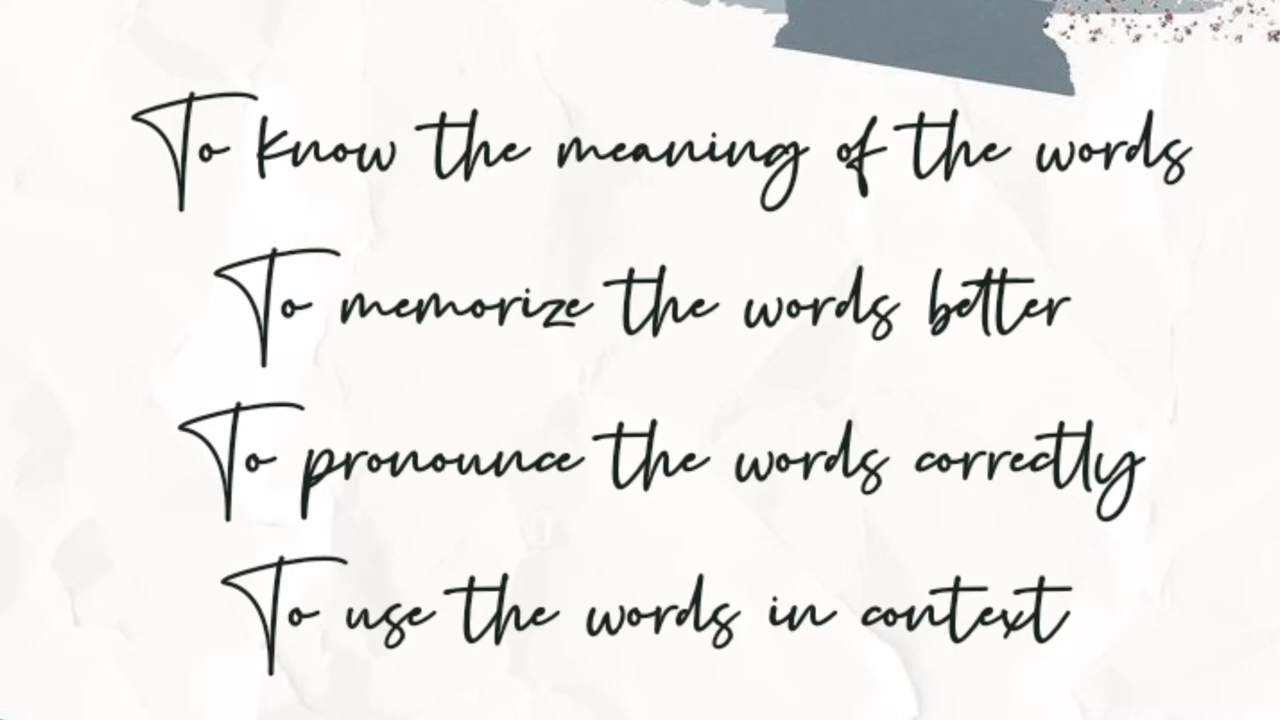 To know the meaning of the words
To memorize the words better
To pronounce the words correctly
To use the words in context